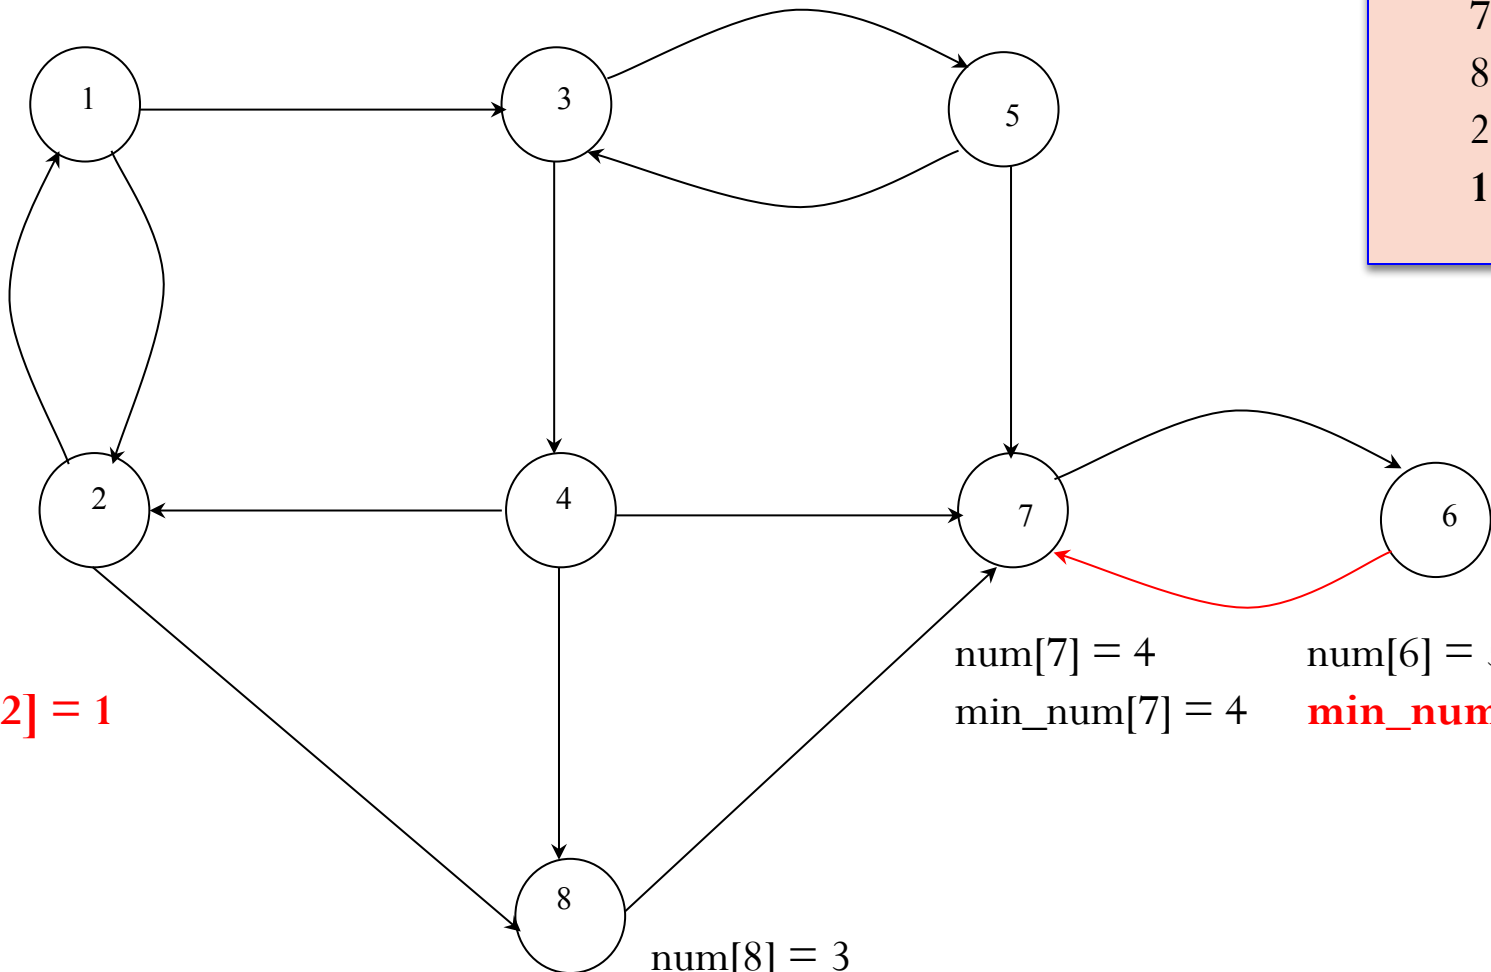 7
8
2
1
1
3
5
2
4
7
6
num[7] = 4
num[6] =
min_num[7] = 4
2] = 1
8
num[8] = 3